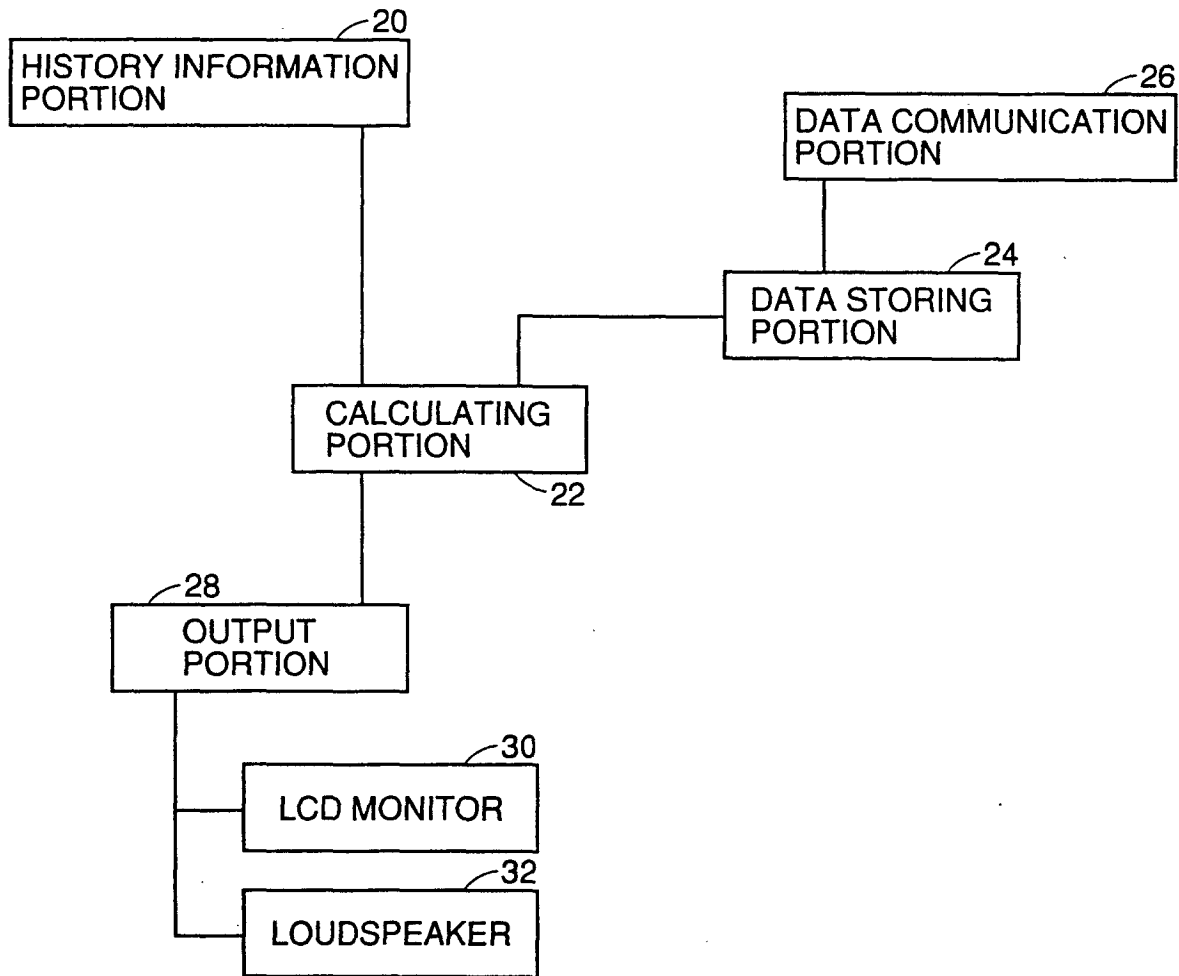 20
HISTORY INFORMATION
PORTION
26
DATA COMMUNICATION
PORTION
24
DATA STORING
PORTION
CALCULATING
PORTION
22
28
OUTPUT
PORTION
30
LCD MONITOR
32
LOUDSPEAKER